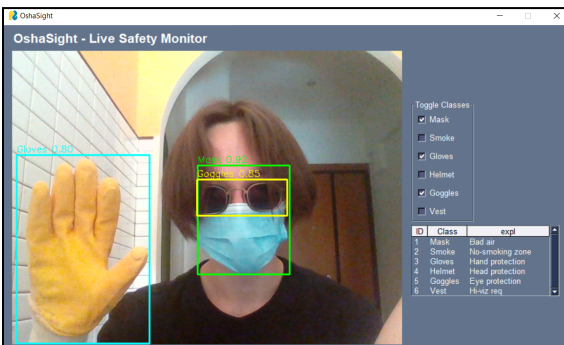 OshaSight
OshaSight - Live Safety Monitor
Gloves 0.80
Mask 0.92
Goggles 0.85
Toggle Classes
Mask
Smoke
Gloves
Helmet
Goggles
Vest
ID Class expl
1 Mask Bad air
2 Smoke No-smoking zone
3 Gloves Hand protection
4 Helmet Head protection
5 Goggles Eye protection
6 Vest Hi-viz req